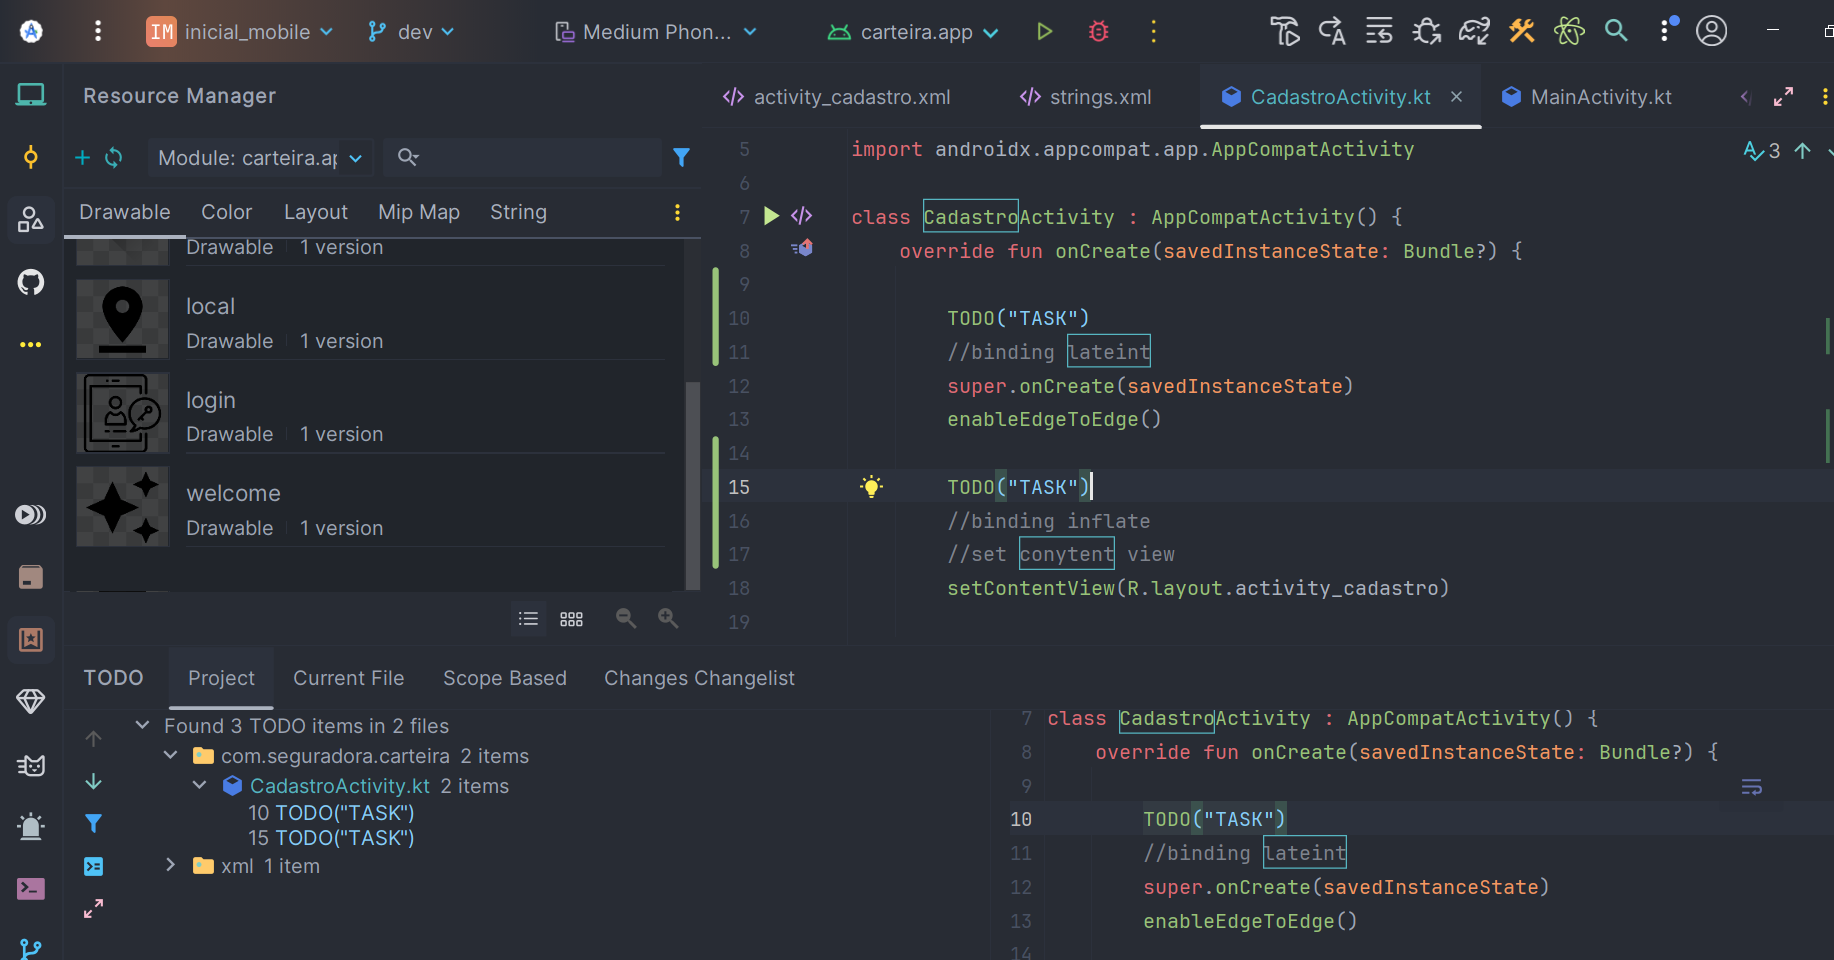 IM inicial_mobile
dev
Medium Phon...
carteira.app
Resource Manager
Module: carteira.ap
Drawable Color Layout Mip Map String
Drawable 1 version
local
Drawable 1 version
login
Drawable 1 version
welcome
Drawable 1 version
activity_cadastro.xml strings.xml CadastroActivity.kt MainActivity.kt
3
5 import androidx.appcompat.app.AppCompatActivity
6
7 class CadastroActivity : AppCompatActivity() {
8 override fun onCreate(savedInstanceState: Bundle?) {
9
10 TODO("TASK")
11 //binding lateint
12 super.onCreate(savedInstanceState)
13 enableEdgeToEdge()
14
15 TODO("TASK")
16 //binding inflate
17 //set conytent view
18 setContentView(R.layout.activity_cadastro)
19
TODO Project Current File Scope Based Changes Changelist
Found 3 TODO items in 2 files
com.seguradora.carteira 2 items
CadastroActivity.kt 2 items
10 TODO("TASK")
15 TODO("TASK")
xml 1 item
7 class CadastroActivity : AppCompatActivity() {
8 override fun onCreate(savedInstanceState: Bundle?) {
9
10 TODO("TASK")
11 //binding lateint
12 super.onCreate(savedInstanceState)
13 enableEdgeToEdge()
14